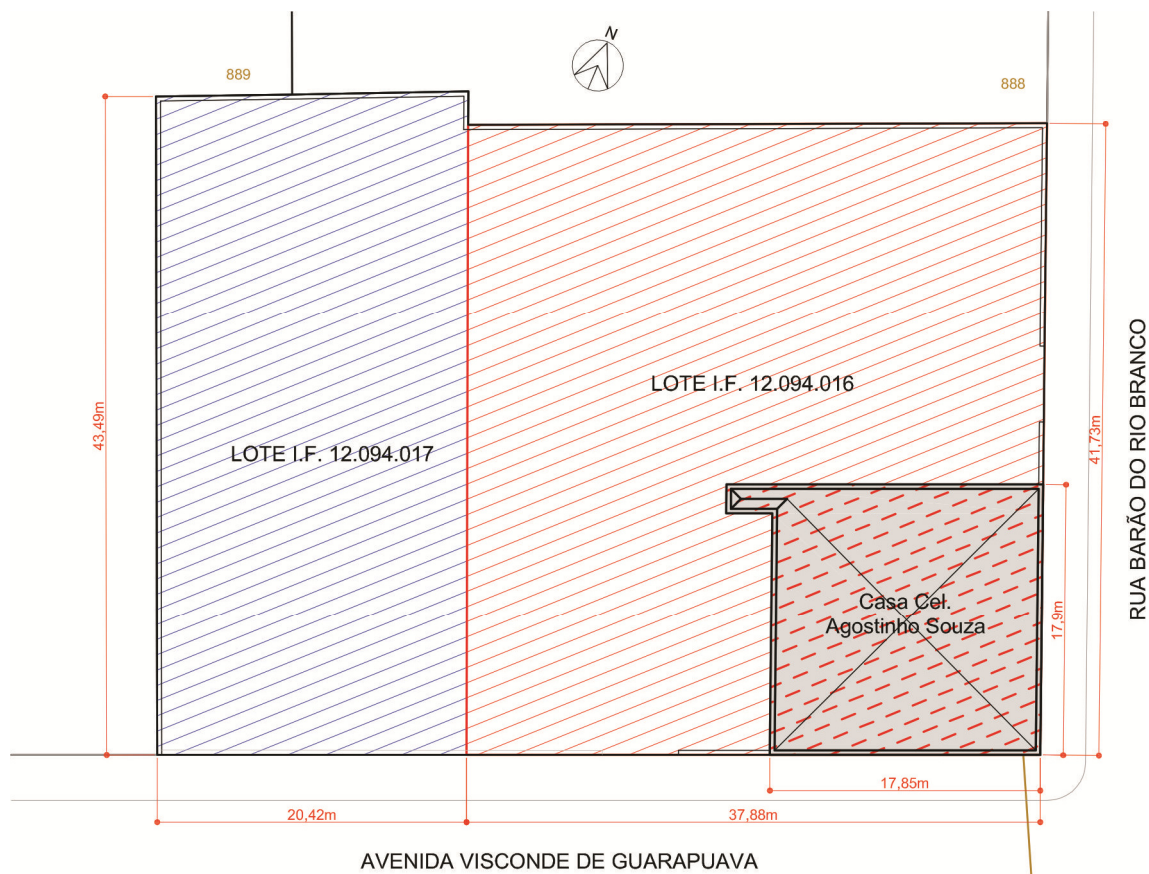 N
889
888
43,49m
LOTE I.F. 12.094.017
LOTE I.F. 12.094.016
41,73m
RUA BARÃO DO RIO BRANCO
Casa Cel.
Agostinho Souza
17,9m
17,85m
20,42m
37,88m
AVENIDA VISCONDE DE GUARAPUAVA